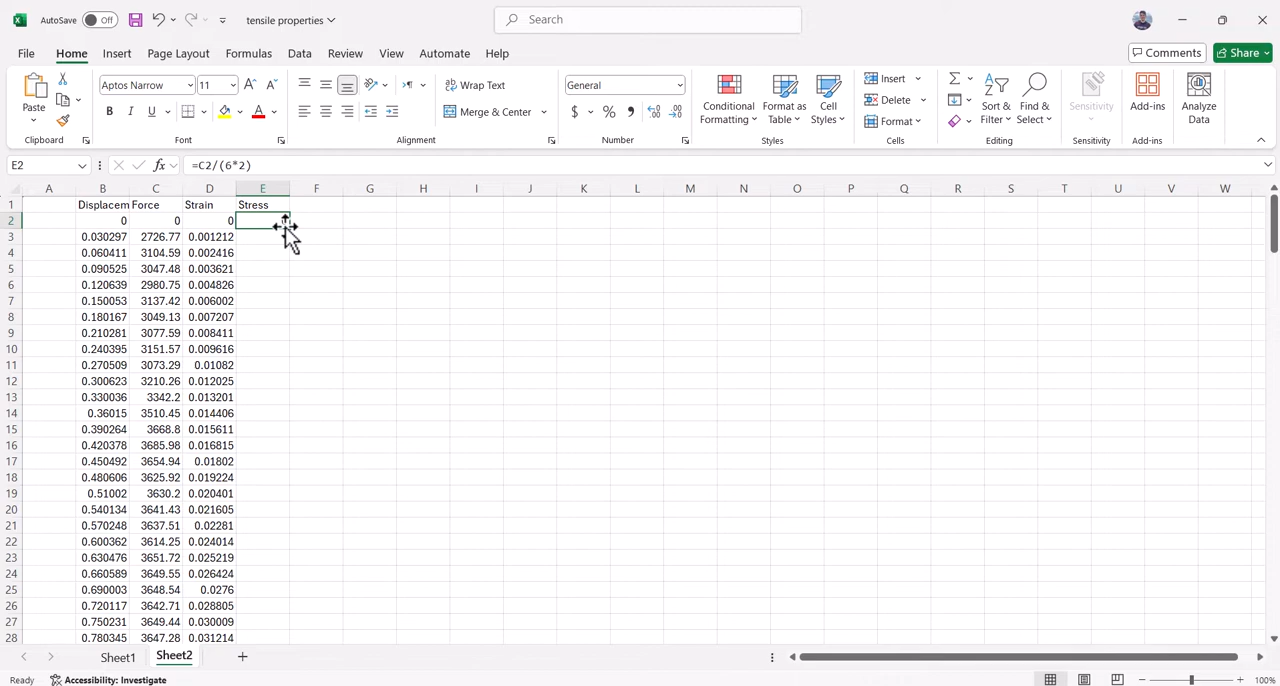 AutoSave Off tensile properties Search
File Home Insert Page Layout Formulas Data Review View Automate Help Comments Share
Paste Aptos Narrow 11 A A ab Wrap Text General Conditional Formatting Format as Table Cell Styles Insert Delete Format Sort & Filter Find & Select Sensitivity Add-ins Analyze Data
B I U A Merge & Center $ % ,
Clipboard Font Alignment Number Styles Cells Editing Sensitivity Add-ins
E2 fx =C2/(6*2)
A B C D E F G H I J K L M N O P Q R S T U V W
1 Displacem Force Strain Stress
2 0 0 0
3 0.030297 2726.77 0.001212
4 0.060411 3104.59 0.002416
5 0.090525 3047.48 0.003621
6 0.120639 2980.75 0.004826
7 0.150053 3137.42 0.006002
8 0.180167 3049.13 0.007207
9 0.210281 3077.59 0.008411
10 0.240395 3151.57 0.009616
11 0.270509 3073.29 0.01082
12 0.300623 3210.26 0.012025
13 0.330036 3342.2 0.013201
14 0.36015 3510.45 0.014406
15 0.390264 3668.8 0.015611
16 0.420378 3685.98 0.016815
17 0.450492 3654.94 0.01802
18 0.480606 3625.92 0.019224
19 0.51002 3630.2 0.020401
20 0.540134 3641.43 0.021605
21 0.570248 3637.51 0.02281
22 0.600362 3614.25 0.024014
23 0.630476 3651.72 0.025219
24 0.660589 3649.55 0.026424
25 0.690003 3648.54 0.0276
26 0.720117 3642.71 0.028805
27 0.750231 3649.44 0.030009
28 0.780345 3647.28 0.031214
Sheet1 Sheet2
Ready Accessibility: Investigate 100%